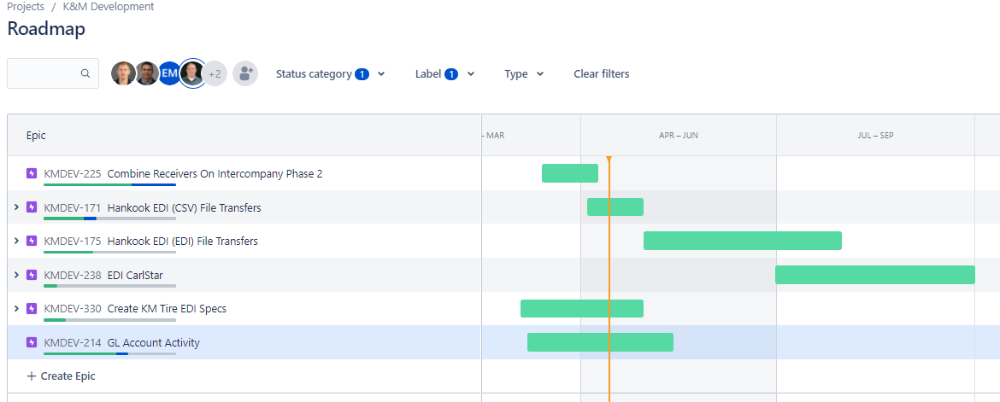 Projects / K&M Development
Roadmap
EM
+2
Status category 1
Label 1
Type
Clear filters
Epic
- MAR
APR – JUN
JUL – SEP
KMDEV-225 Combine Receivers On Intercompany Phase 2
KMDEV-171 Hankook EDI (CSV) File Transfers
KMDEV-175 Hankook EDI (EDI) File Transfers
KMDEV-238 EDI CarlStar
KMDEV-330 Create KM Tire EDI Specs
KMDEV-214 GL Account Activity
+ Create Epic